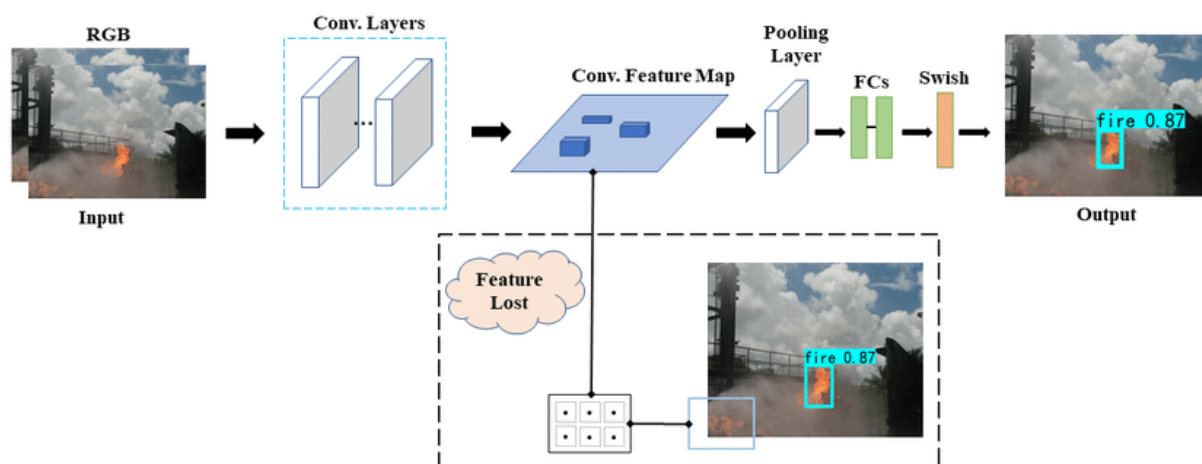 RGB
Input
Conv. Layers
...
Conv. Feature Map
Pooling
Layer
FCs
Swish
fire 0.87
Output
Feature
Lost
fire 0.87